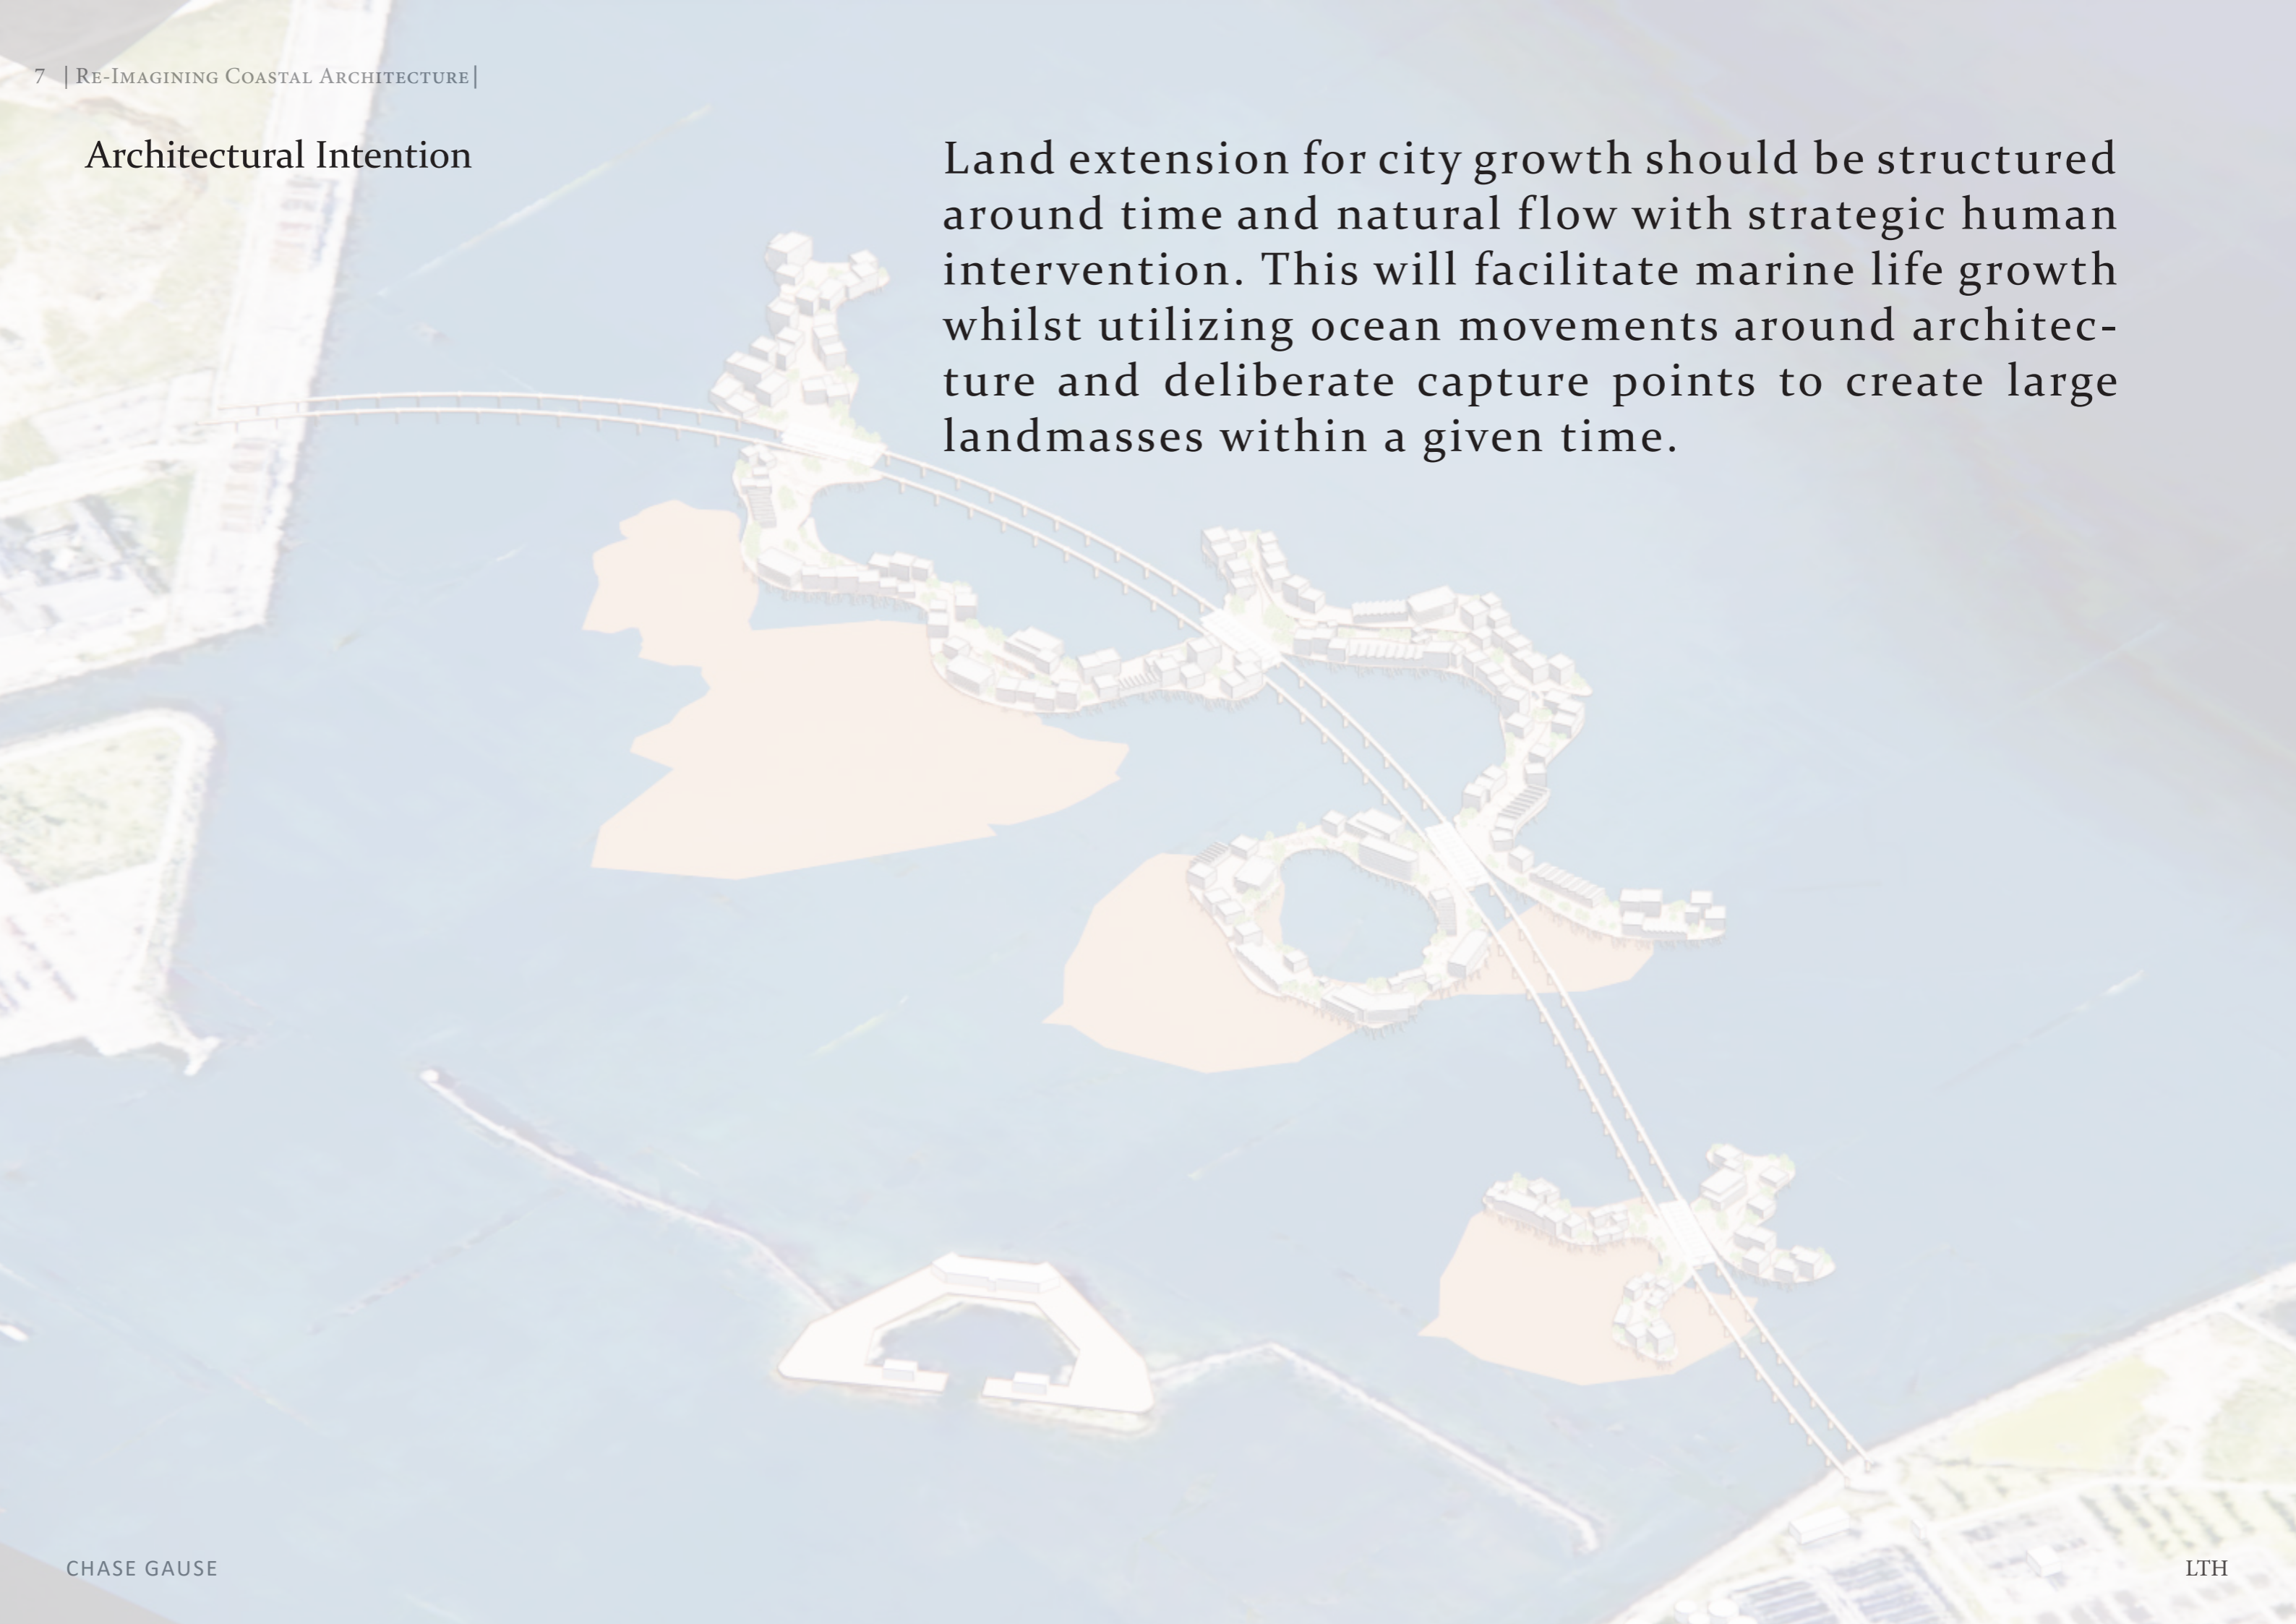 7 | Re-Imagining Coastal Architecture|
Architectural Intention
Land extension for city growth should be structured
around time and natural flow with strategic human
intervention. This will facilitate marine life growth
whilst utilizing ocean movements around architec-
ture and deliberate capture points to create large
landmasses within a given time.
CHASE GAUSE
LTH